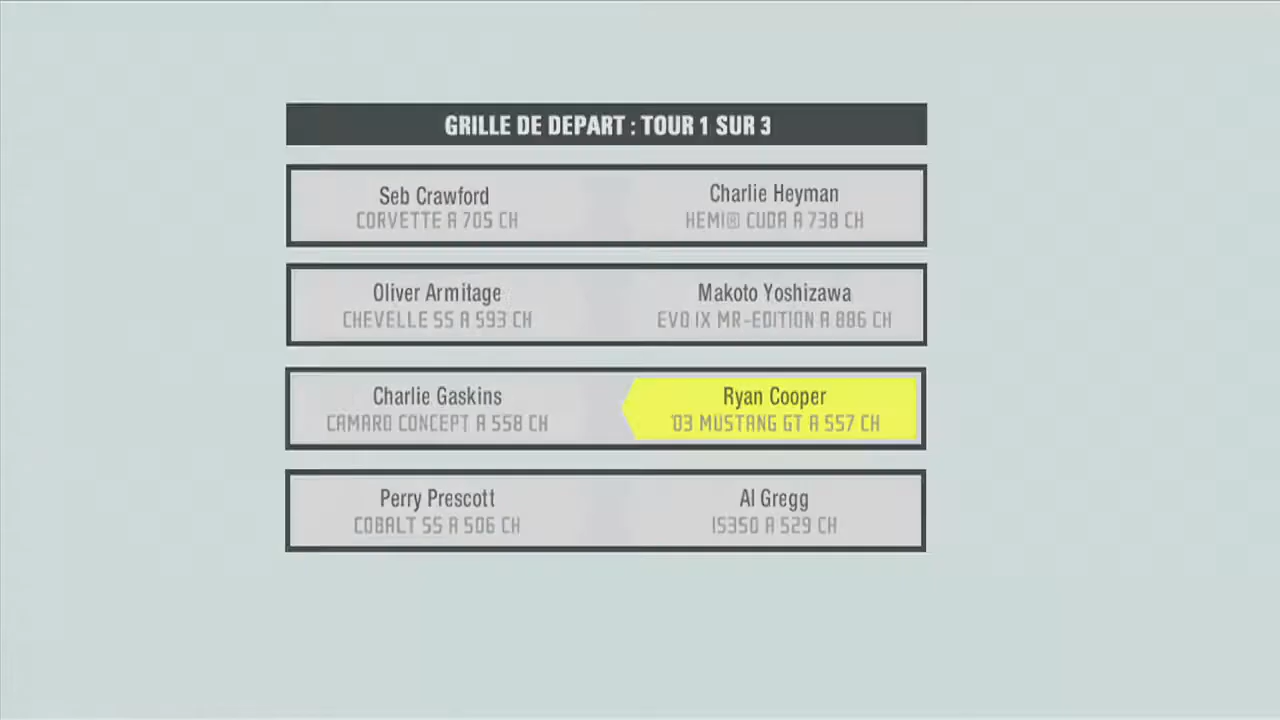 GRILLE DE DEPART : TOUR 1 SUR 3
Seb Crawford
CORVETTE A 705 CH
Charlie Heyman
HEMI® CUDA A 738 CH
Oliver Armitage
CHEVELLE SS A 593 CH
Makoto Yoshizawa
EVO IX MR-EDITION A 886 CH
Charlie Gaskins
CAMARO CONCEPT A 558 CH
Ryan Cooper
'03 MUSTANG GT A 557 CH
Perry Prescott
COBALT SS A 506 CH
Al Gregg
IS350 A 529 CH